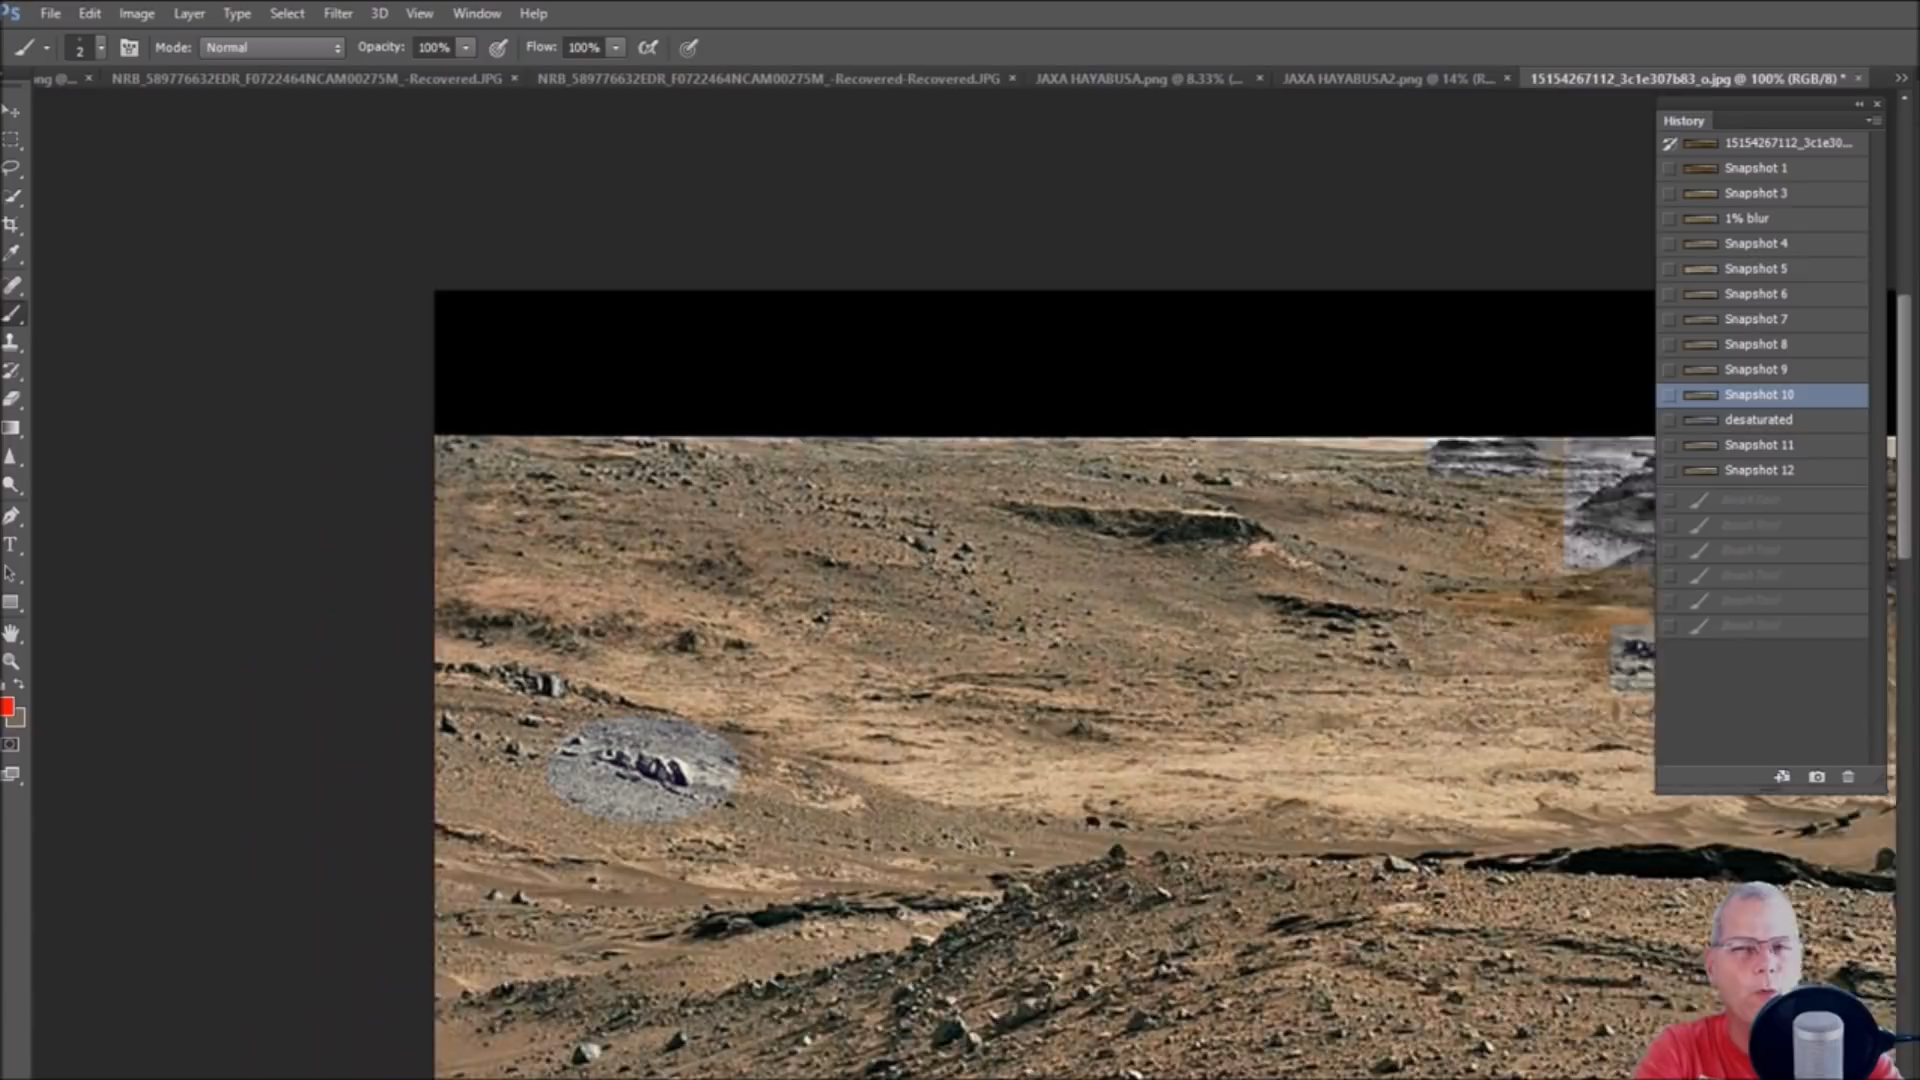 Ps File Edit Image Layer Type Select Filter 3D View Window Help
2 Mode: Normal Opacity: 100% Flow: 100%
ng @... × NRB_589776632EDR_F0722464NCAM00275M_-Recovered.JPG × NRB_589776632EDR_F0722464NCAM00275M_-Recovered-Recovered.JPG × JAXA HAYABUSA.png @ 8.33% (... × JAXA HAYABUSA2.png @ 14% (R... × 15154267112_3c1e307b83_o.jpg @ 100% (RGB/8) * ×
History
15154267112_3c1e30...
Snapshot 1
Snapshot 3
1% blur
Snapshot 4
Snapshot 5
Snapshot 6
Snapshot 7
Snapshot 8
Snapshot 9
Snapshot 10
desaturated
Snapshot 11
Snapshot 12